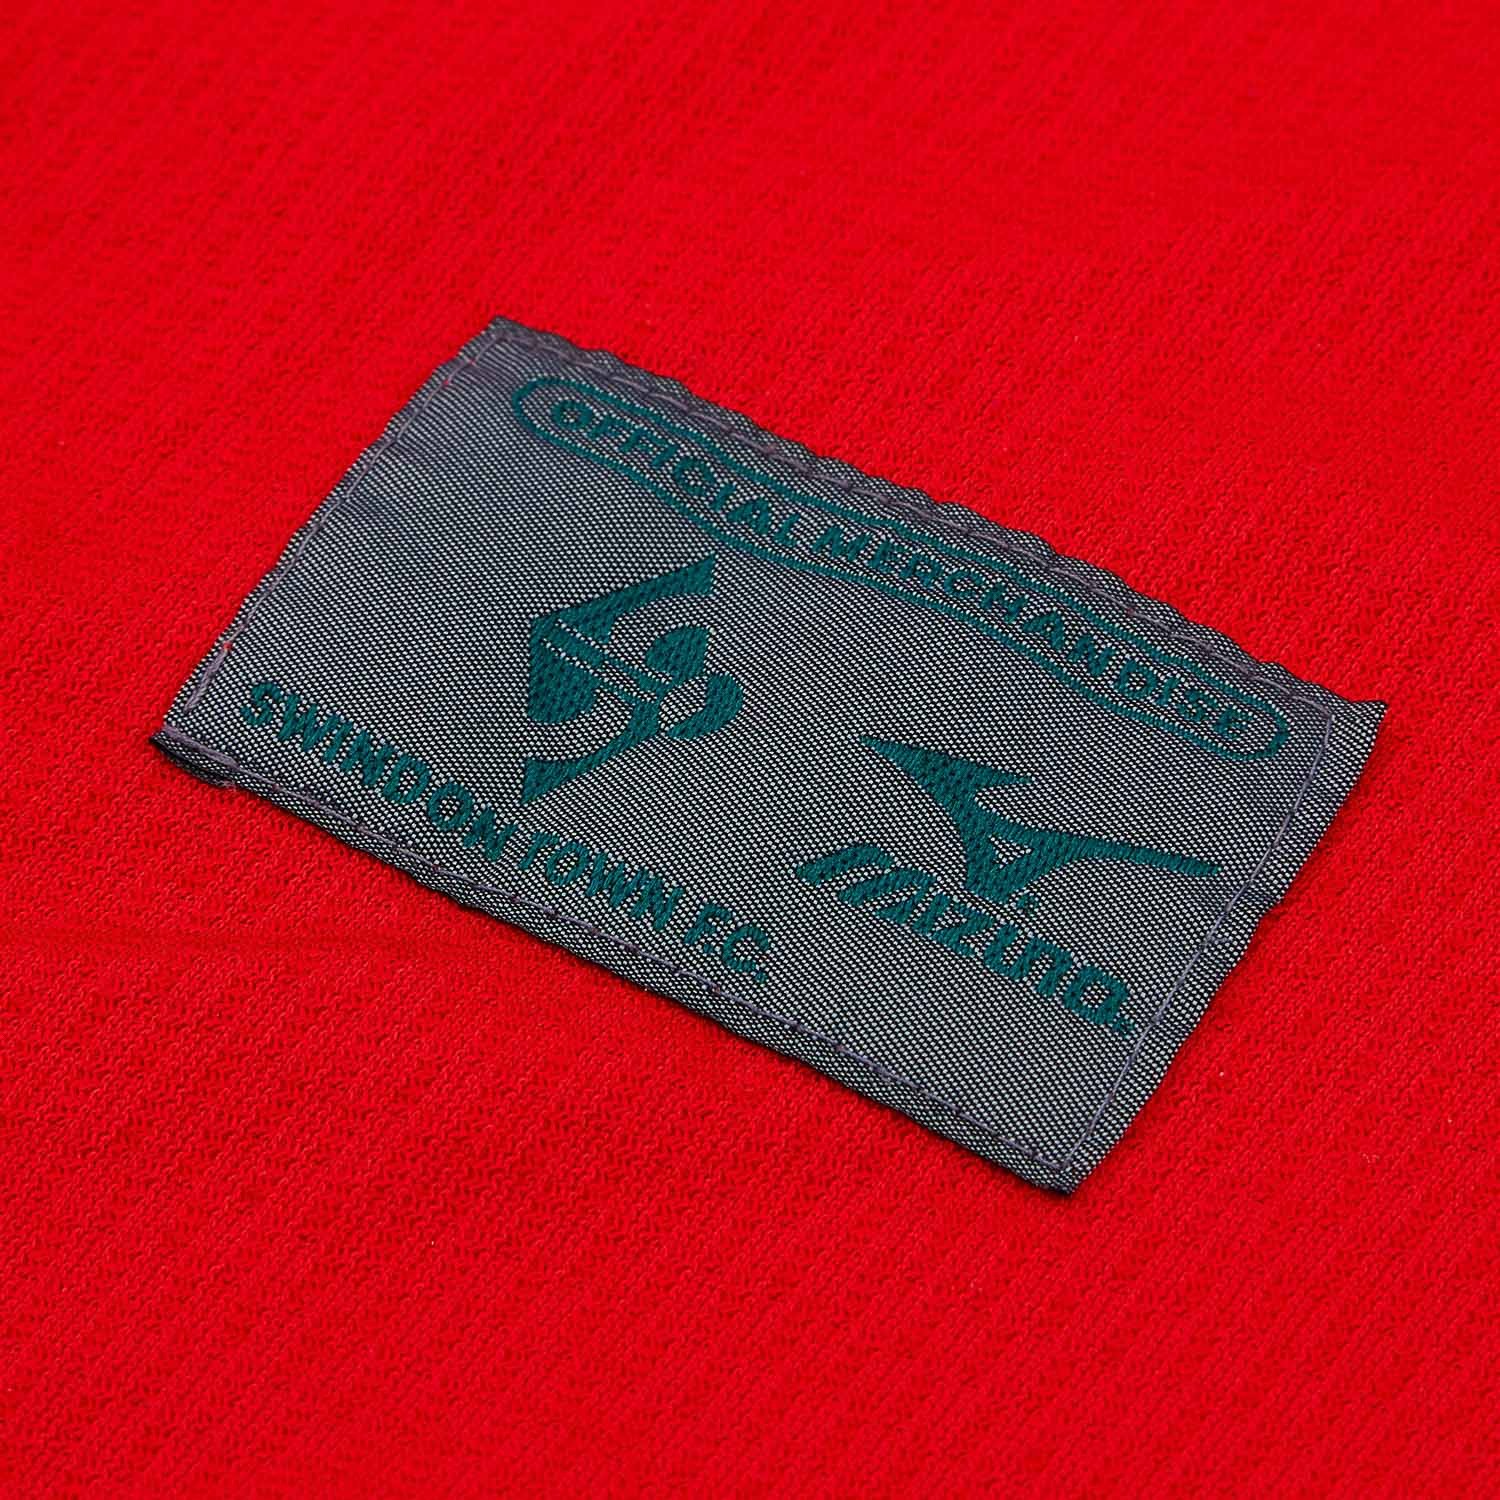 OFFICIAL MERCHANDISE
SWINDON TOWN F.C.
MIZUNO